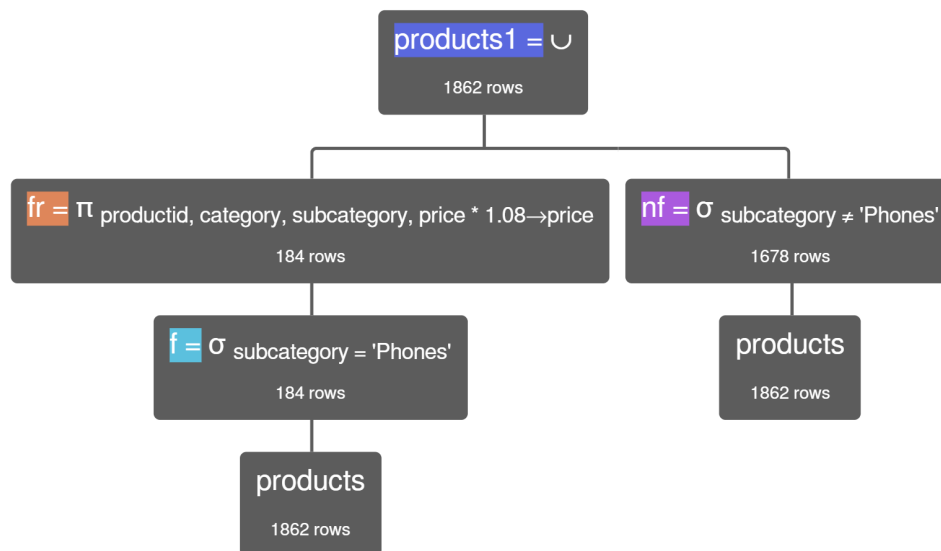 products1 = ∪
1862 rows
fr = π productid, category, subcategory, price * 1.08→price
184 rows
nf = σ subcategory ≠ 'Phones'
1678 rows
f = σ subcategory = 'Phones'
184 rows
products
1862 rows
products
1862 rows